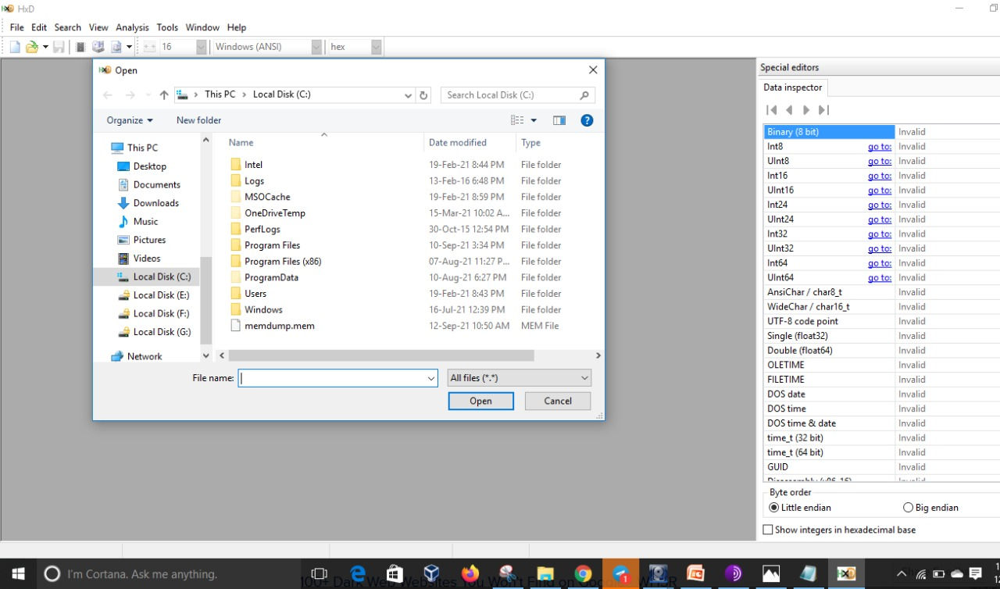 HxD
File Edit Search View Analysis Tools Window Help
16 Windows (ANSI) hex
Open
This PC Local Disk (C:) Search Local Disk (C:)
Organize New folder
This PC
Desktop
Documents
Downloads
Music
Pictures
Videos
Local Disk (C:)
Local Disk (E:)
Local Disk (F:)
Local Disk (G:)
Network
Name Date modified Type
Intel 19-Feb-21 8:44 PM File folder
Logs 13-Feb-16 6:48 PM File folder
MSOCache 19-Feb-21 8:59 PM File folder
OneDriveTemp 15-Mar-21 10:02 A... File folder
PerfLogs 30-Oct-15 12:54 PM File folder
Program Files 10-Sep-21 3:34 PM File folder
Program Files (x86) 07-Aug-21 11:27 P... File folder
ProgramData 10-Aug-21 6:27 PM File folder
Users 19-Feb-21 8:43 PM File folder
Windows 16-Jul-21 12:39 PM File folder
memdump.mem 12-Sep-21 10:50 AM MEM File
File name: All files (*.*)
Open Cancel
Special editors
Data inspector
Binary (8 bit) Invalid
Int8 go to: Invalid
UInt8 go to: Invalid
Int16 go to: Invalid
UInt16 go to: Invalid
Int24 go to: Invalid
UInt24 go to: Invalid
Int32 go to: Invalid
UInt32 go to: Invalid
Int64 go to: Invalid
UInt64 go to: Invalid
AnsiChar / char8_t Invalid
WideChar / char16_t Invalid
UTF-8 code point Invalid
Single (float32) Invalid
Double (float64) Invalid
OLETIME Invalid
FILETIME Invalid
DOS date Invalid
DOS time Invalid
DOS time & date Invalid
time_t (32 bit) Invalid
time_t (64 bit) Invalid
GUID Invalid
Disassembly (x86-16) Invalid
Byte order
Little endian Big endian
Show integers in hexadecimal base
I'm Cortana. Ask me anything.
100+ Dark Web Websites You Won't Find on